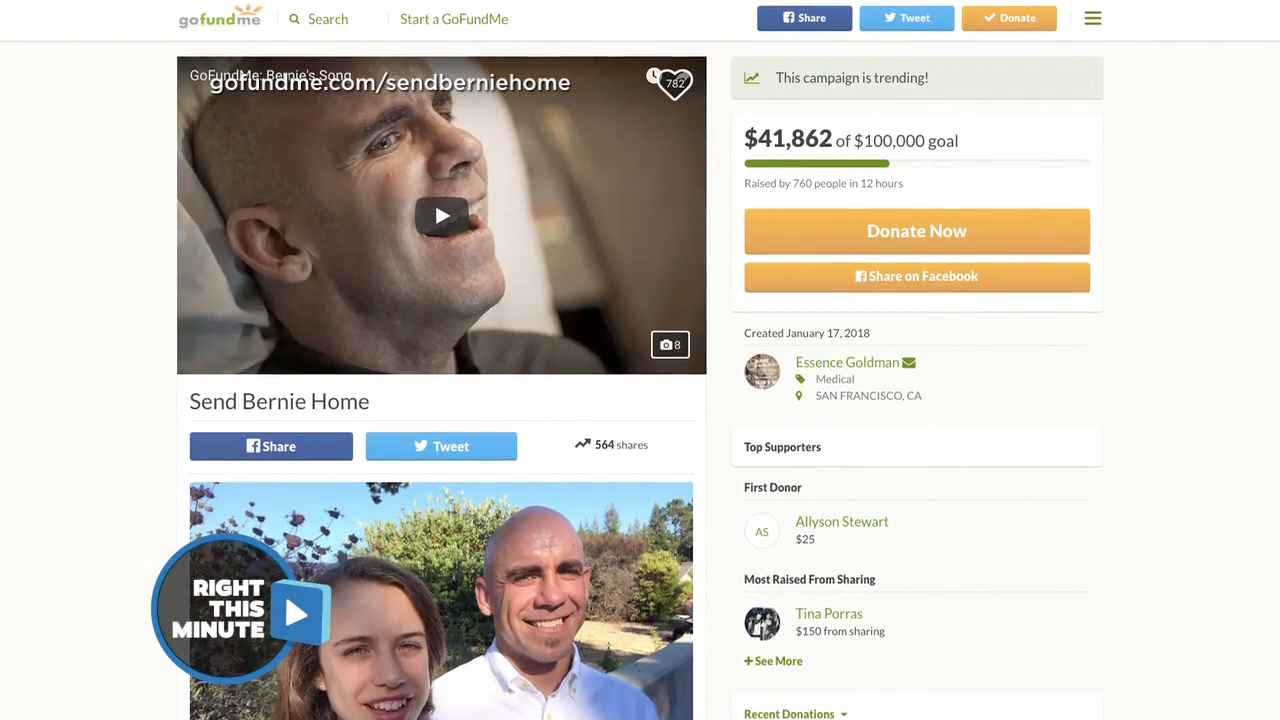 gofundme
Search
Start a GoFundMe
Share
Tweet
Donate
GoFundMe: Bernie's Song
gofundme.com/sendberniehome
782
8
Send Bernie Home
Share
Tweet
564 shares
RIGHT
THIS
MINUTE
This campaign is trending!
$41,862 of $100,000 goal
Raised by 760 people in 12 hours
Donate Now
Share on Facebook
Created January 17, 2018
Essence Goldman
Medical
SAN FRANCISCO, CA
Top Supporters
First Donor
AS
Allyson Stewart
$25
Most Raised From Sharing
Tina Porras
$150 from sharing
+See More
Recent Donations